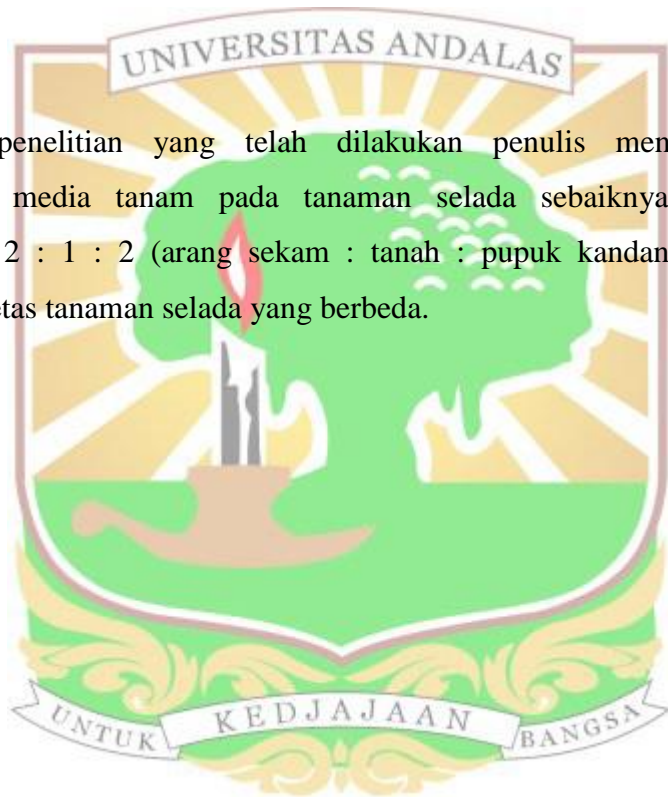 UNIVERSITAS ANDALAS
penelitian yang telah dilakukan penulis men
media tanam pada tanaman selada sebaiknya
2 : 1 : 2 (arang sekam : tanah : pupuk kandan
etas tanaman selada yang berbeda.
UNTUK KEDJAJAAN BANGSA